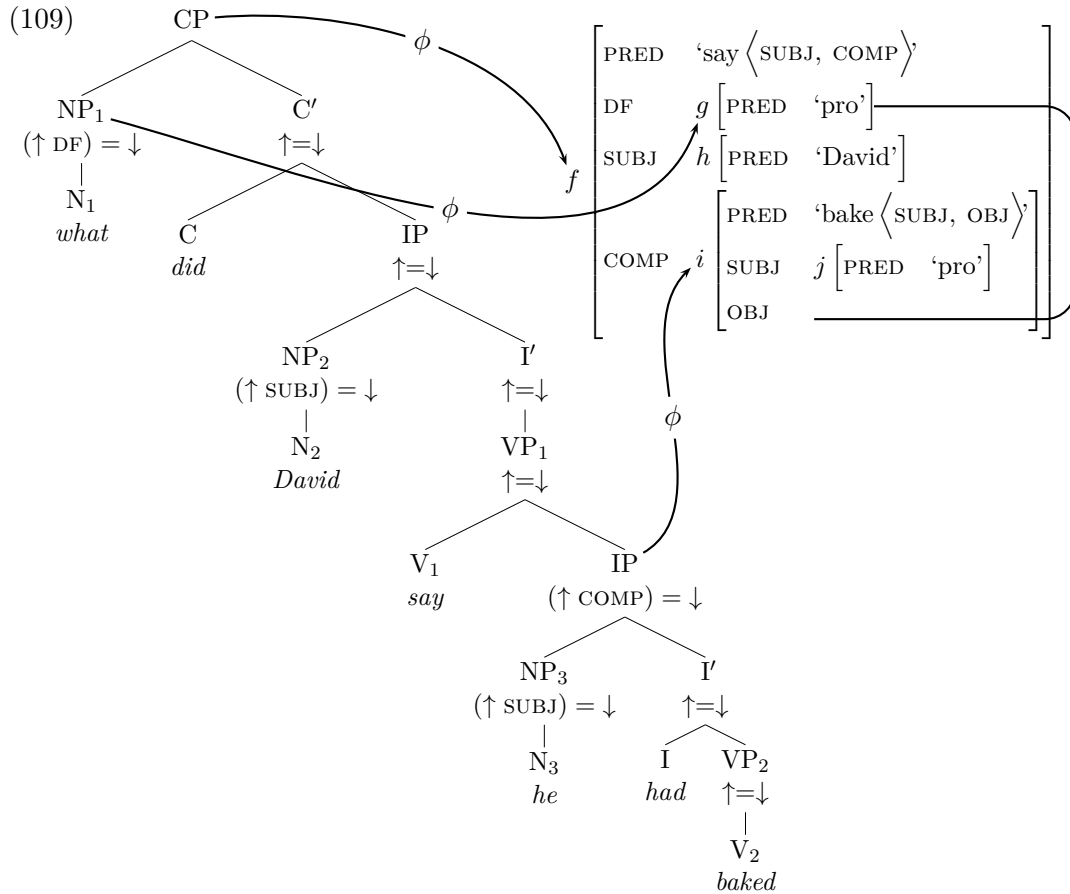 (109)
CP
ϕ
NP₁
C′
(↑ DF) = ↓
↑=↓
N₁
what
C
did
ϕ
IP
↑=↓
NP₂
I′
(↑ SUBJ) = ↓
↑=↓
N₂
David
VP₁
↑=↓
V₁
say
IP
(↑ COMP) = ↓
ϕ
NP₃
I′
(↑ SUBJ) = ↓
↑=↓
N₃
he
I
had
VP₂
↑=↓
V₂
baked
f
PRED ‘say⟨SUBJ, COMP⟩’
DF g [PRED ‘pro’]
SUBJ h [PRED ‘David’]
COMP i
PRED ‘bake⟨SUBJ, OBJ⟩’
SUBJ j [PRED ‘pro’]
OBJ